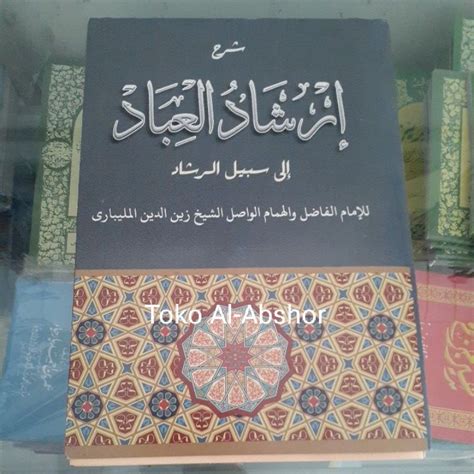 شرح
إرشاد العباد
إلى سبيل الرشاد
للإمام الفاضل والهمام الواصل الشيخ زين الدين المليبارى
Toko Al-Abshor